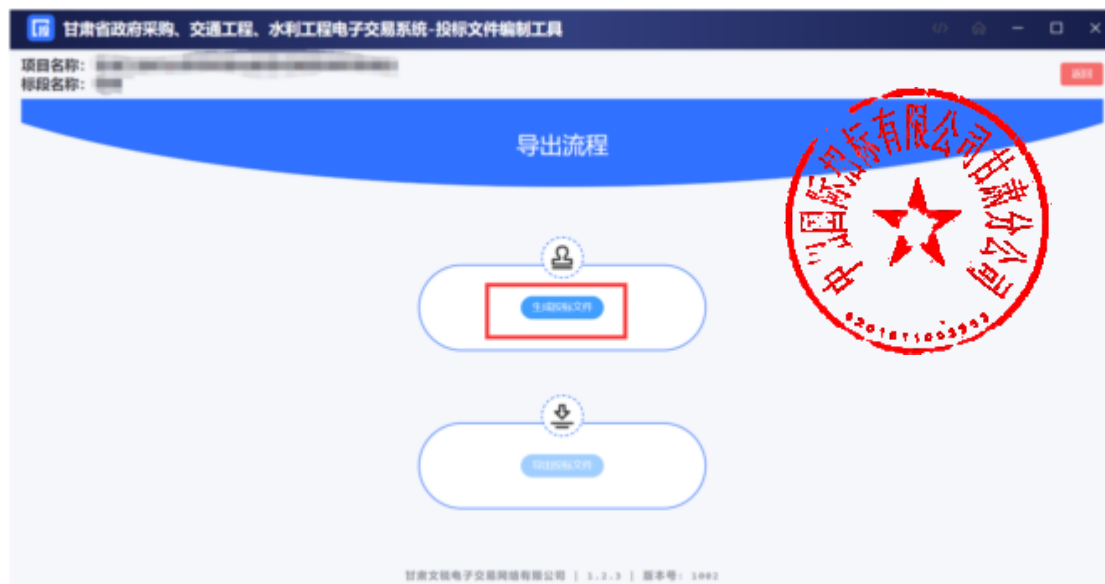 甘肃省政府采购、交通工程、水利工程电子交易系统-投标文件编制工具
项目名称：
标段名称：
返回
导出流程
中
国际招标有限公司甘肃分公司
生成投标文件
导出投标文件
甘肃文锐电子交易网络有限公司 | 1.2.3 | 版本号: 1002